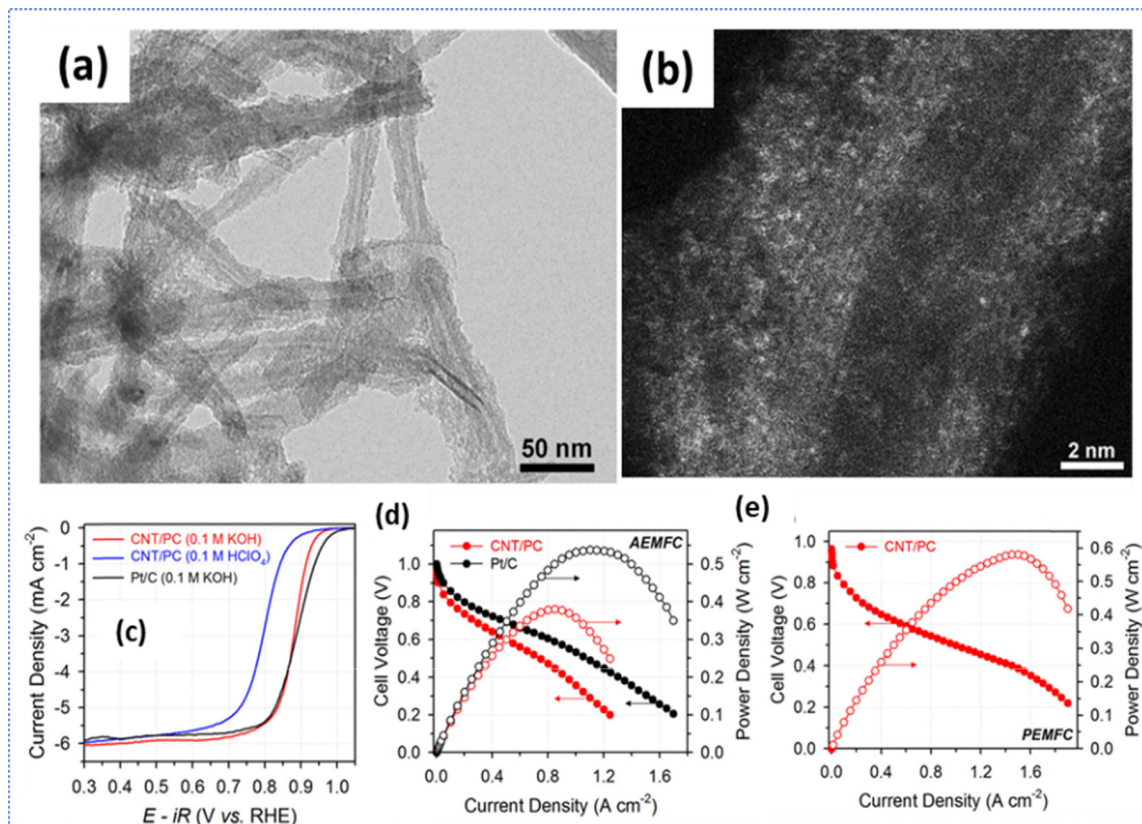 (a)
50 nm
(b)
2 nm
(c)
CNT/PC (0.1 M KOH)
CNT/PC (0.1 M HClO₄)
Pt/C (0.1 M KOH)
Current Density (mA cm⁻²)
0
-1
-2
-3
-4
-5
-6
0.3 0.4 0.5 0.6 0.7 0.8 0.9 1.0
E - iR (V vs. RHE)
(d)
AEMFC
CNT/PC
Pt/C
Cell Voltage (V)
1.2
1.0
0.8
0.6
0.4
0.2
0.0
0.5
0.4
0.3
0.2
0.1
0.0
Power Density (W cm⁻²)
0.0 0.4 0.8 1.2 1.6
Current Density (A cm⁻²)
(e)
CNT/PC
Cell Voltage (V)
1.0
0.8
0.6
0.4
0.2
0.0
0.6
0.5
0.4
0.3
0.2
0.1
0.0
Power Density (W cm⁻²)
PEMFC
0.0 0.4 0.8 1.2 1.6
Current Density (A cm⁻²)